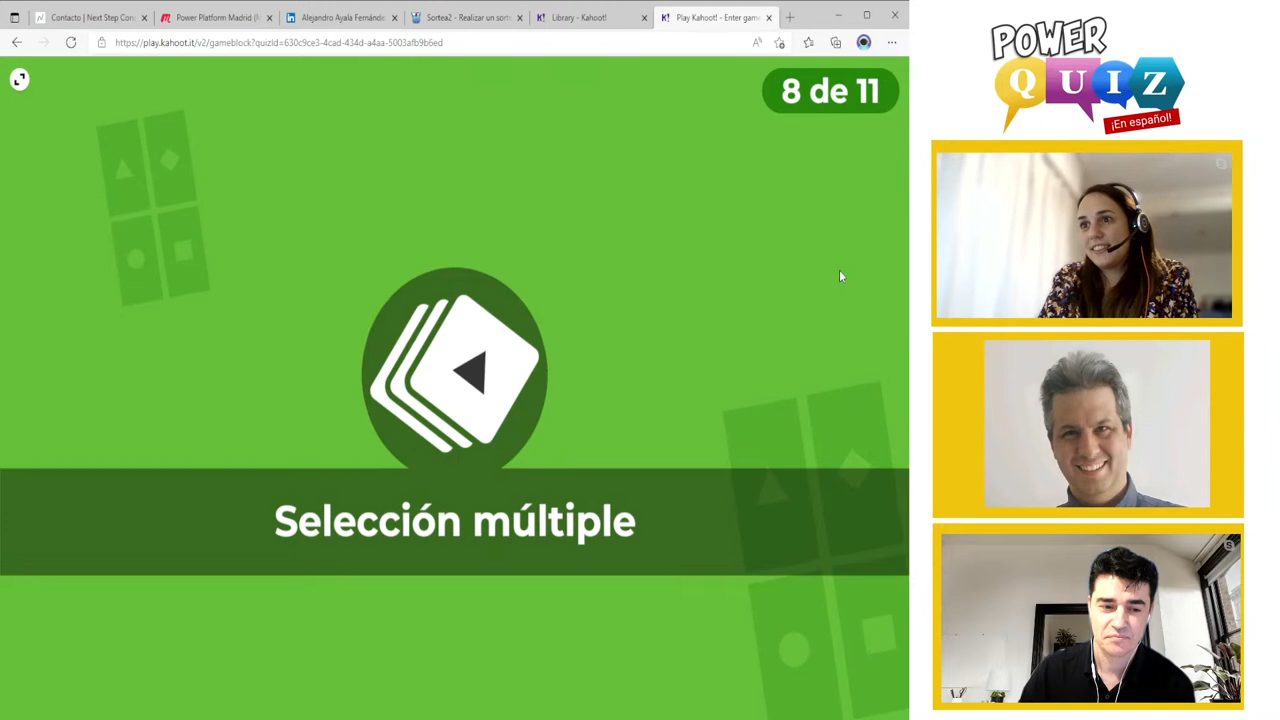 Contacto | Next Step Con
Power Platform Madrid (
Alejandro Ayala Fernánde
Sortea2 - Realizar un sorte
Library - Kahoot!
Play Kahoot! - Enter gam
https://play.kahoot.it/v2/gameblock?quizId=630c9ce3-4cad-434d-a4aa-5003afb9b6ed
8 de 11
Selección múltiple
POWER
QUIZ
¡En español!